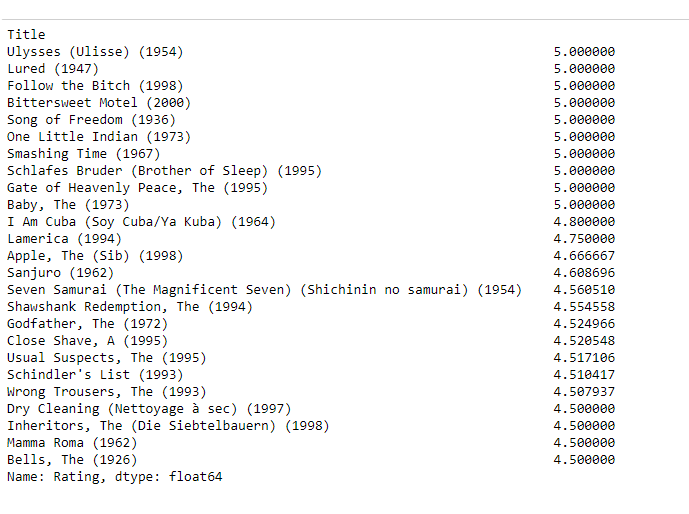 Title
Ulysses (Ulisse) (1954) 5.000000
Lured (1947) 5.000000
Follow the Bitch (1998) 5.000000
Bittersweet Motel (2000) 5.000000
Song of Freedom (1936) 5.000000
One Little Indian (1973) 5.000000
Smashing Time (1967) 5.000000
Schlafes Bruder (Brother of Sleep) (1995) 5.000000
Gate of Heavenly Peace, The (1995) 5.000000
Baby, The (1973) 5.000000
I Am Cuba (Soy Cuba/Ya Kuba) (1964) 4.800000
Lamerica (1994) 4.750000
Apple, The (Sib) (1998) 4.666667
Sanjuro (1962) 4.608696
Seven Samurai (The Magnificent Seven) (Shichinin no samurai) (1954) 4.560510
Shawshank Redemption, The (1994) 4.554558
Godfather, The (1972) 4.524966
Close Shave, A (1995) 4.520548
Usual Suspects, The (1995) 4.517106
Schindler's List (1993) 4.510417
Wrong Trousers, The (1993) 4.507937
Dry Cleaning (Nettoyage à sec) (1997) 4.500000
Inheritors, The (Die Siebtelbauern) (1998) 4.500000
Mamma Roma (1962) 4.500000
Bells, The (1926) 4.500000
Name: Rating, dtype: float64